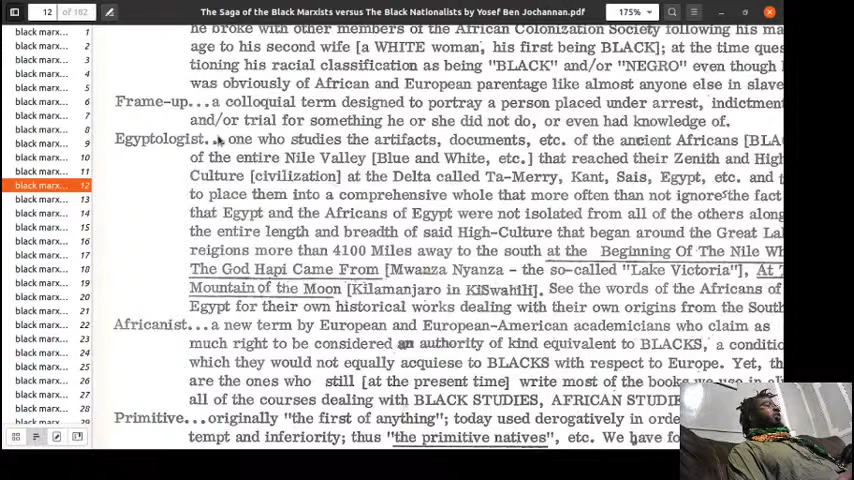 12 of 182
The Saga of the Black Marxists versus The Black Nationalists by Yosef Ben Jochannan.pdf
175%
black marx... 1
black marx... 2
black marx... 3
black marx... 4
black marx... 5
black marx... 6
black marx... 7
black marx... 8
black marx... 9
black marx... 10
black marx... 11
black marx... 12
black marx... 13
black marx... 14
black marx... 15
black marx... 16
black marx... 17
black marx... 18
black marx... 19
black marx... 20
black marx... 21
black marx... 22
black marx... 23
black marx... 24
black marx... 25
black marx... 26
black marx... 27
black marx... 28
black marx... 29
he broke with other members of the African Colonization Society following his mar
age to his second wife [a WHITE woman, his first being BLACK]; at the time ques
tioning his racial classification as being "BLACK" and/or "NEGRO" even though
was obviously of African and European parentage like almost anyone else in slave
Frame-up...a colloquial term designed to portray a person placed under arrest, indictment
and/or trial for something he or she did not do, or even had knowledge of.
Egyptologist...one who studies the artifacts, documents, etc. of the ancient Africans [BLA
of the entire Nile Valley [Blue and White, etc.] that reached their Zenith and High
Culture [civilization] at the Delta called Ta-Merry, Kant, Sais, Egypt, etc. and t
to place them into a comprehensive whole that more often than not ignores the fact
that Egypt and the Africans of Egypt were not isolated from all of the others along
the entire length and breadth of said High-Culture that began around the Great Lak
reigions more than 4100 Miles away to the south at the Beginning Of The Nile Wh
The God Hapi Came From [Mwanza Nyanza - the so-called "Lake Victoria"], At T
Mountain of the Moon [Kilamanjaro in KiSwahili]. See the words of the Africans of
Egypt for their own historical works dealing with their own origins from the South
Africanist...a new term by European and European-American academicians who claim as
much right to be considered an authority of kind equivalent to BLACKS, a conditio
which they would not equally acquiese to BLACKS with respect to Europe. Yet, th
are the ones who still [at the present time] write most of the books we use in al
all of the courses dealing with BLACK STUDIES, AFRICAN STUDIE
Primitive...originally "the first of anything"; today used derogatively in orde
tempt and inferiority; thus "the primitive natives", etc. We have fo